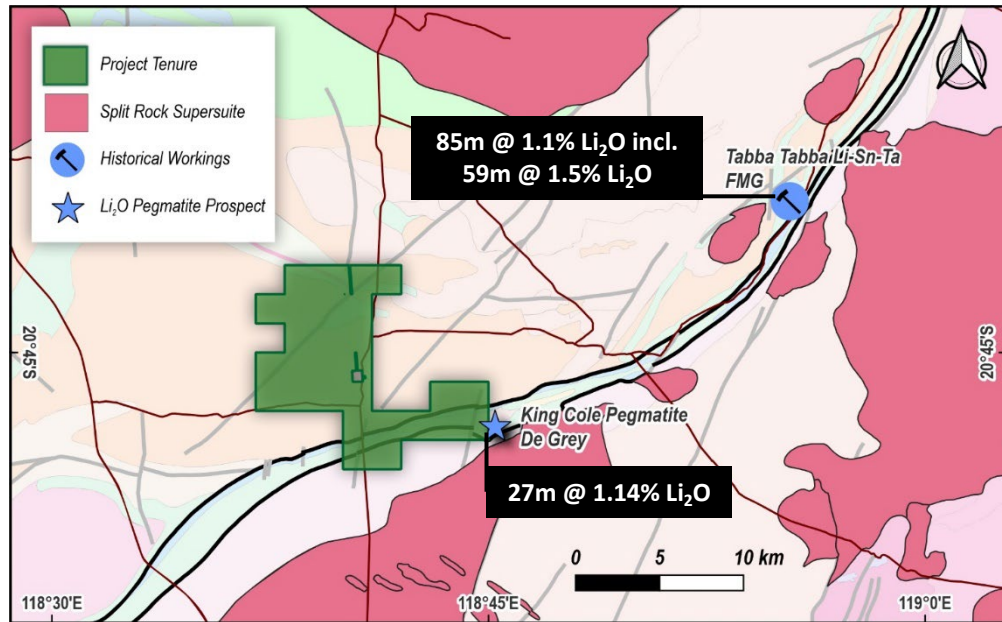 Project Tenure
Split Rock Supersuite
Historical Workings
Li₂O Pegmatite Prospect
85m @ 1.1% Li₂O incl.
59m @ 1.5% Li₂O
Tabba Tabba Li-Sn-Ta
FMG
20°45'S
20°45'S
King Cole Pegmatite
De Grey
27m @ 1.14% Li₂O
0 5 10 km
118°30'E
118°45'E
119°0'E